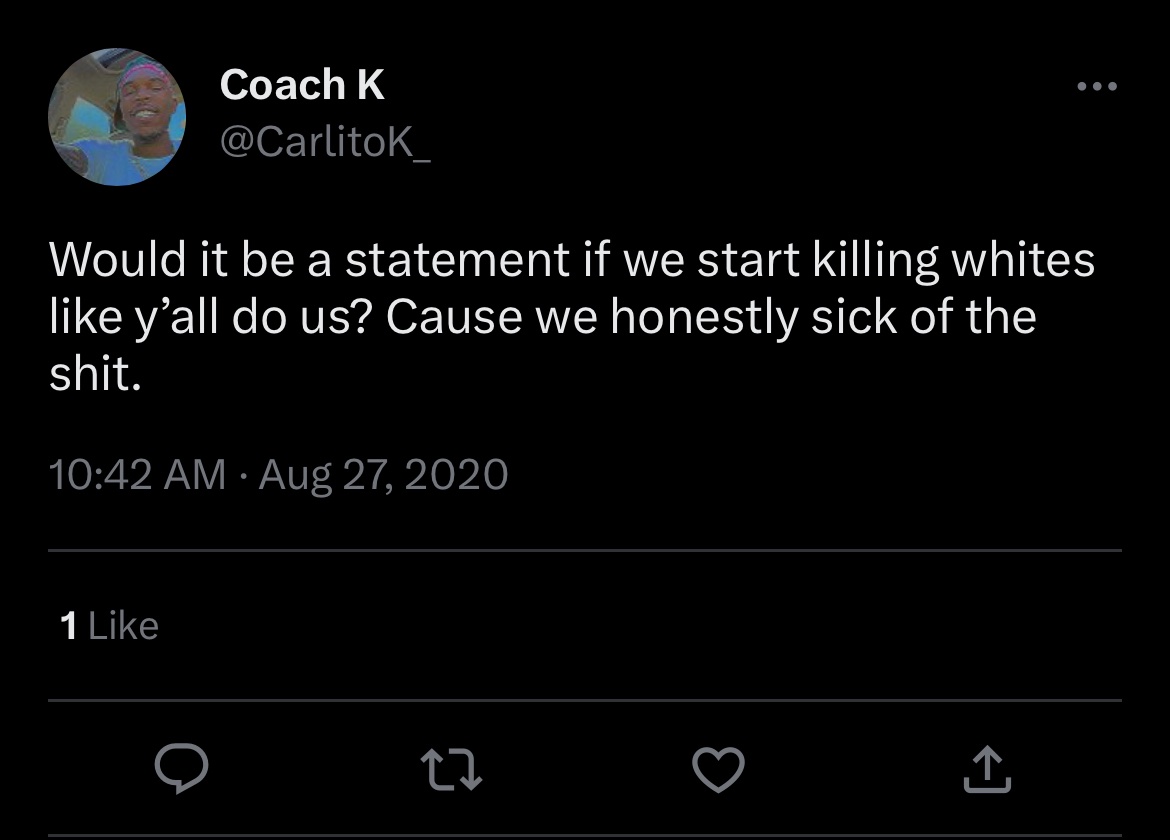 Coach K
@CarlitoK_
Would it be a statement if we start killing whites
like y’all do us? Cause we honestly sick of the
shit.
10:42 AM · Aug 27, 2020
1 Like